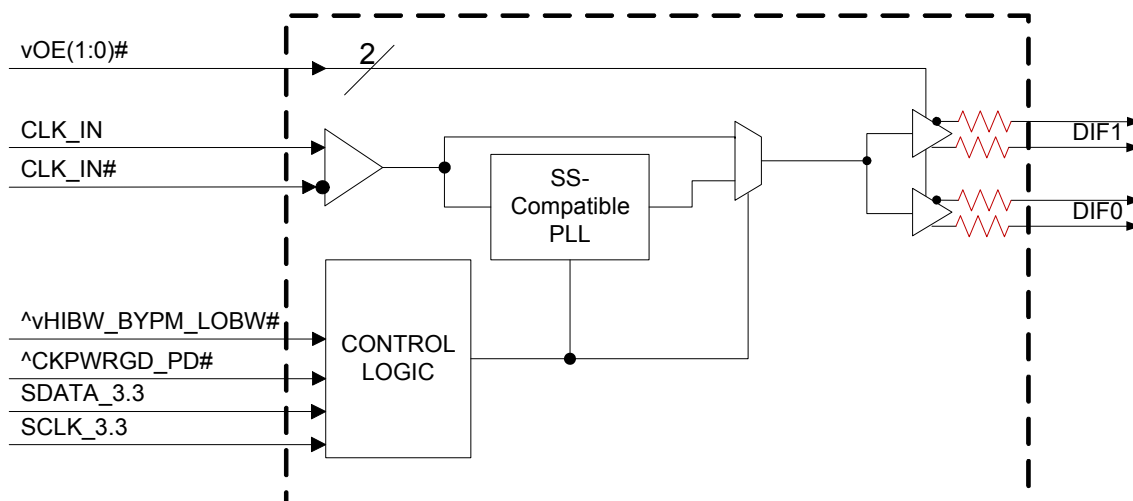 vOE(1:0)#
2
CLK_IN
CLK_IN#
SS-
Compatible
PLL
DIF1
DIF0
^vHIBW_BYPM_LOBW#
^CKPWRGD_PD#
SDATA_3.3
SCLK_3.3
CONTROL
LOGIC